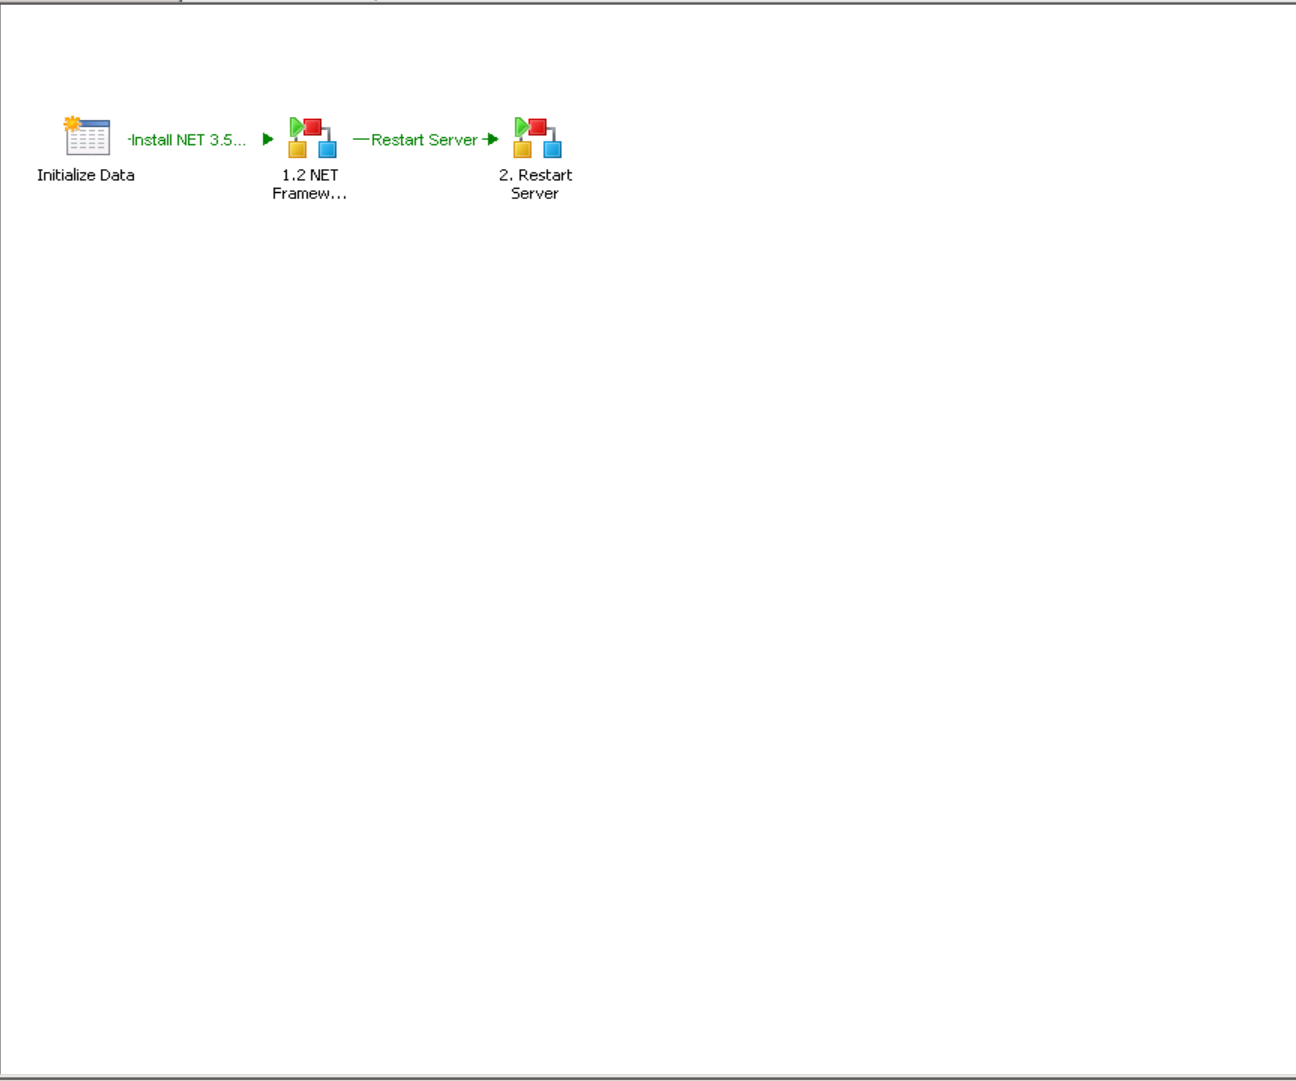 Install NET 3.5...
Restart Server
Initialize Data
1.2 NET
Framew...
2. Restart
Server